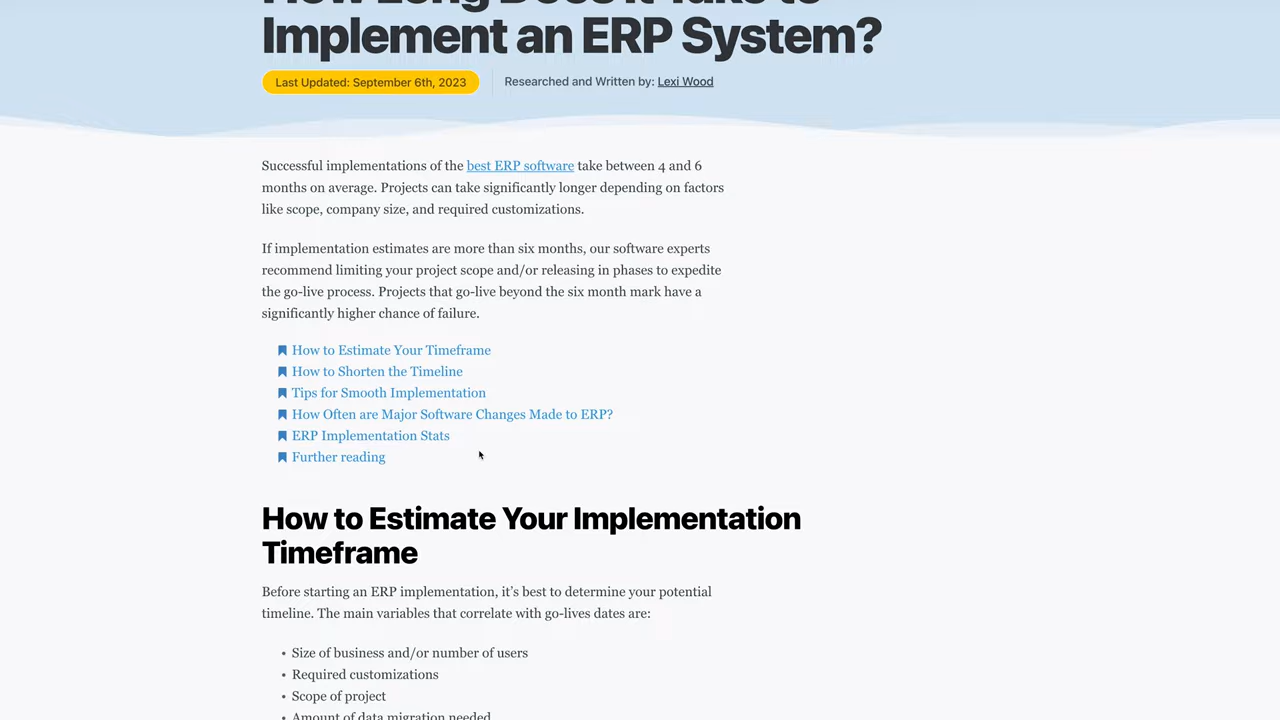 How Long Does It Take to
Implement an ERP System?
Last Updated: September 6th, 2023
Researched and Written by: Lexi Wood
Successful implementations of the best ERP software take between 4 and 6
months on average. Projects can take significantly longer depending on factors
like scope, company size, and required customizations.
If implementation estimates are more than six months, our software experts
recommend limiting your project scope and/or releasing in phases to expedite
the go-live process. Projects that go-live beyond the six month mark have a
significantly higher chance of failure.
How to Estimate Your Timeframe
How to Shorten the Timeline
Tips for Smooth Implementation
How Often are Major Software Changes Made to ERP?
ERP Implementation Stats
Further reading
How to Estimate Your Implementation
Timeframe
Before starting an ERP implementation, it's best to determine your potential
timeline. The main variables that correlate with go-lives dates are:
• Size of business and/or number of users
• Required customizations
• Scope of project
• Amount of data migration needed